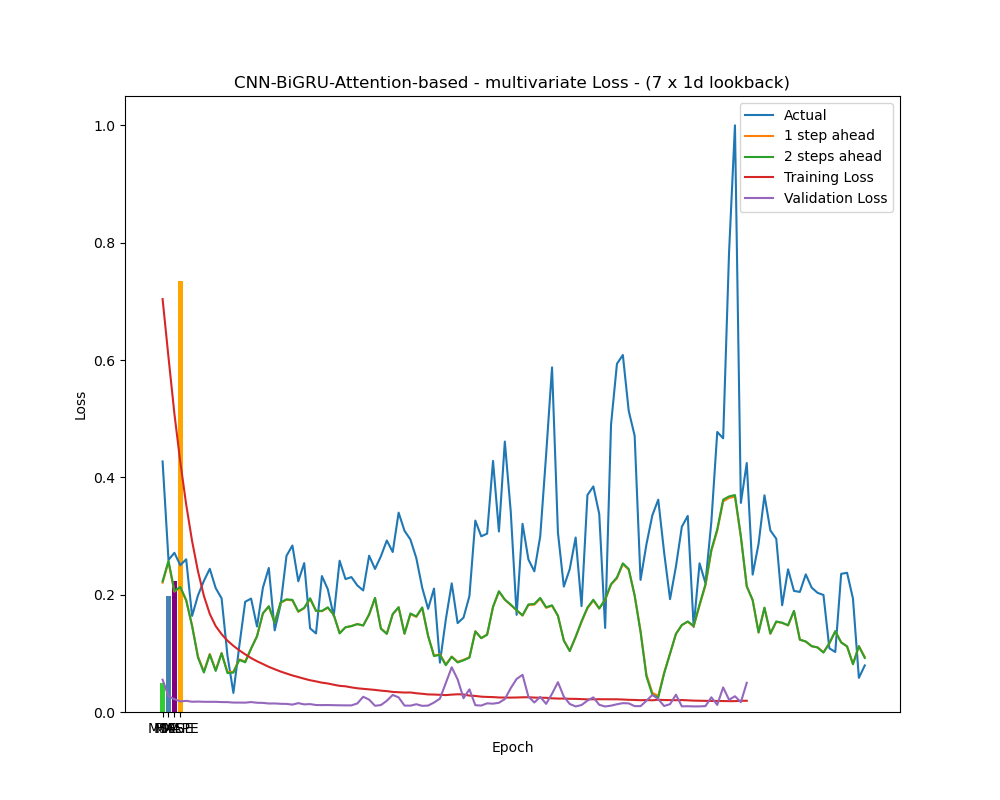 CNN-BiGRU-Attention-based - multivariate Loss - (7 x 1d lookback)
Actual
1 step ahead
2 steps ahead
Training Loss
Validation Loss
1.0
0.8
0.6
0.4
0.2
0.0
Loss
Epoch